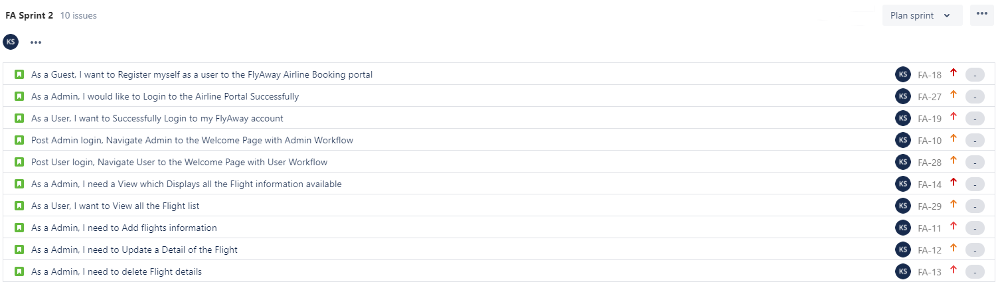 FA Sprint 2 10 issues Plan sprint •••
KS •••
As a Guest, I want to Register myself as a user to the FlyAway Airline Booking portal KS FA-18 -
As a Admin, I would like to Login to the Airline Portal Successfully KS FA-27 -
As a User, I want to Successfully Login to my FlyAway account KS FA-19 -
Post Admin login, Navigate Admin to the Welcome Page with Admin Workflow KS FA-10 -
Post User login, Navigate User to the Welcome Page with User Workflow KS FA-28 -
As a Admin, I need a View which Displays all the Flight information available KS FA-14 -
As a User, I want to View all the Flight list KS FA-29 -
As a Admin, I need to Add flights information KS FA-11 -
As a Admin, I need to Update a Detail of the Flight KS FA-12 -
As a Admin, I need to delete Flight details KS FA-13 -